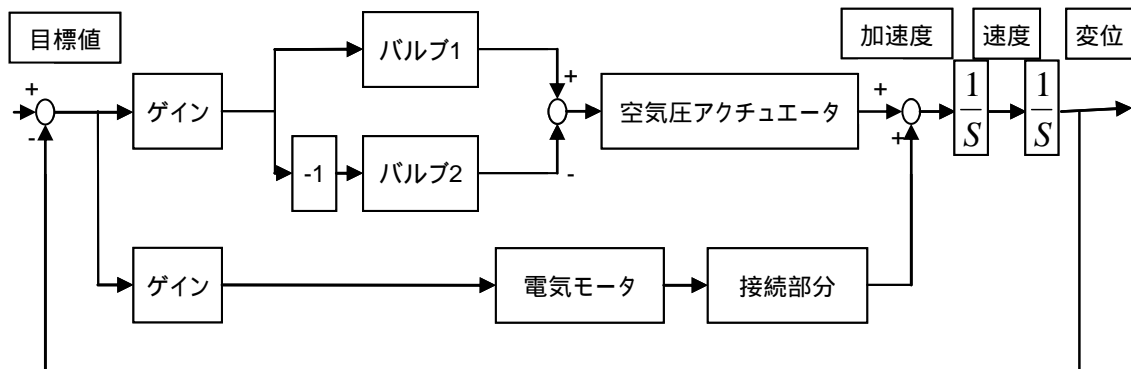 目標値
加速度
速度
変位
バルブ1
+
+
-
ゲイン
+
空気圧アクチュエータ
+
+
1
S
1
S
-1
バルブ2
-
ゲイン
電気モータ
接続部分